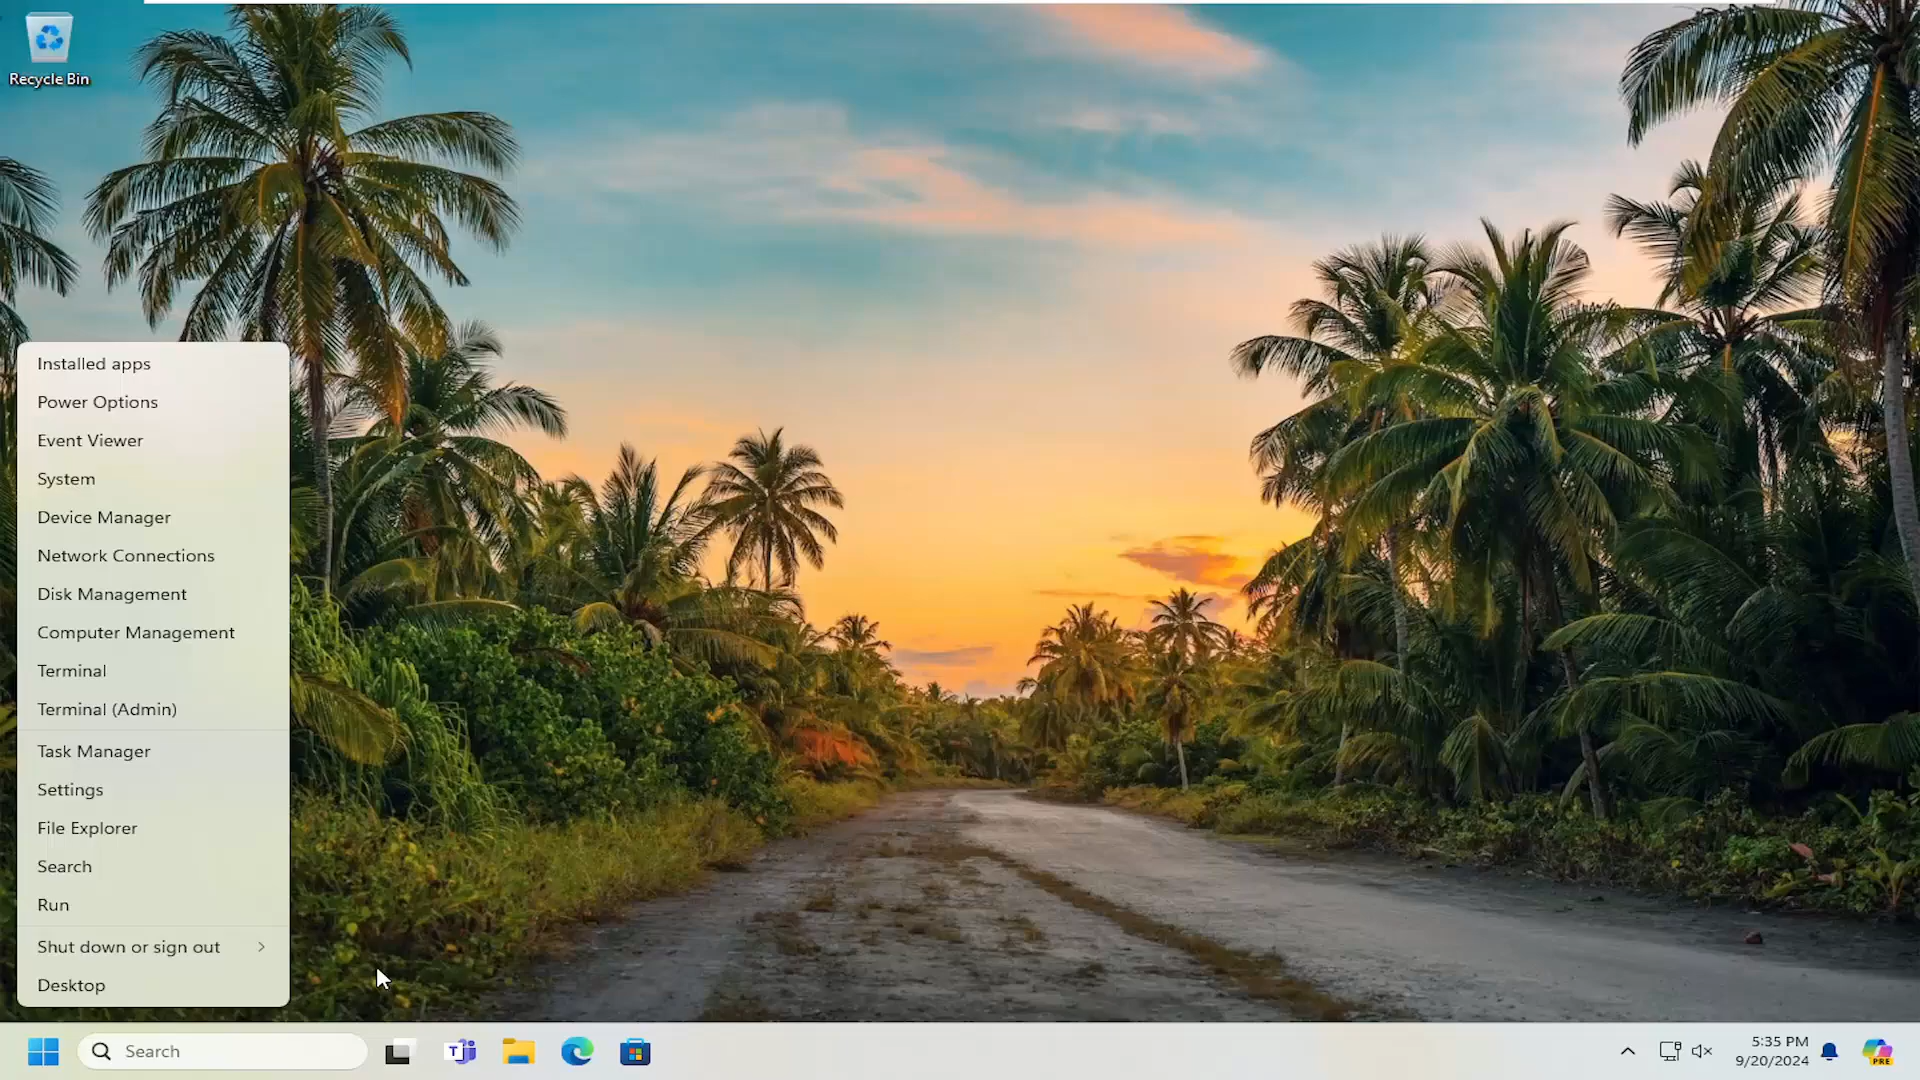 Recycle Bin
Installed apps
Power Options
Event Viewer
System
Device Manager
Network Connections
Disk Management
Computer Management
Terminal
Terminal (Admin)
Task Manager
Settings
File Explorer
Search
Run
Shut down or sign out
Desktop
Search
T
5:35 PM
9/20/2024
PRE